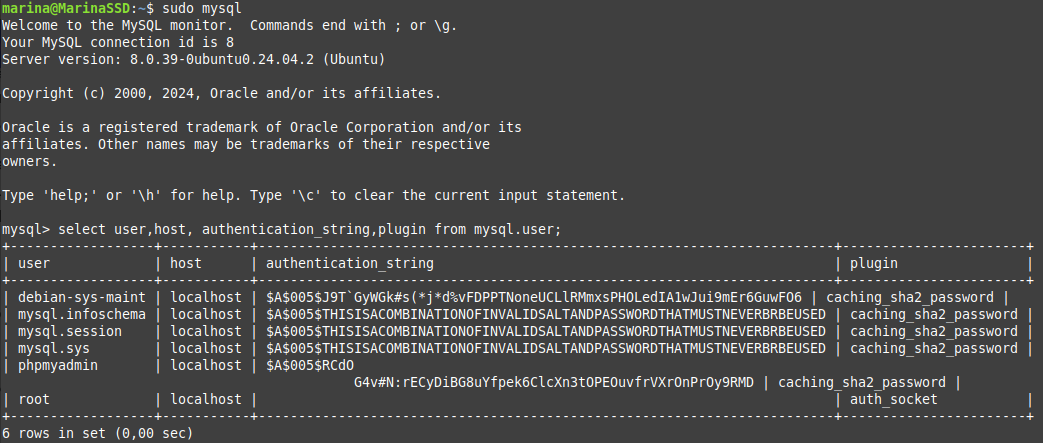 marina@MarinaSSD:~$ sudo mysql
Welcome to the MySQL monitor.  Commands end with ; or \g.
Your MySQL connection id is 8
Server version: 8.0.39-0ubuntu0.24.04.2 (Ubuntu)
Copyright (c) 2000, 2024, Oracle and/or its affiliates.
Oracle is a registered trademark of Oracle Corporation and/or its
affiliates. Other names may be trademarks of their respective
owners.
Type 'help;' or '\h' for help. Type '\c' to clear the current input statement.
mysql> select user,host, authentication_string,plugin from mysql.user;
+------------------+-----------+------------------------------------------------------------------------+-----------------------+
| user             | host      | authentication_string                                                  | plugin                |
+------------------+-----------+------------------------------------------------------------------------+-----------------------+
| debian-sys-maint | localhost | $A$005$J9T`GyWGk#s(*j*d%vFDPPTNoneUCLlRMmxsPHOLedIA1wJui9mEr6GuwFO6 | caching_sha2_password |
| mysql.infoschema | localhost | $A$005$THISISACOMBINATIONOFINVALIDSALTANDPASSWORDTHATMUSTNEVERBRBEUSED | caching_sha2_password |
| mysql.session    | localhost | $A$005$THISISACOMBINATIONOFINVALIDSALTANDPASSWORDTHATMUSTNEVERBRBEUSED | caching_sha2_password |
| mysql.sys        | localhost | $A$005$THISISACOMBINATIONOFINVALIDSALTANDPASSWORDTHATMUSTNEVERBRBEUSED | caching_sha2_password |
| phpmyadmin       | localhost | $A$005$RCdO
G4v#N:rECyDiBG8uYfpek6ClcXn3tOPEOuvfrVXrOnPrOy9RMD | caching_sha2_password |
| root             | localhost |                                                                        | auth_socket           |
+------------------+-----------+------------------------------------------------------------------------+-----------------------+
6 rows in set (0,00 sec)